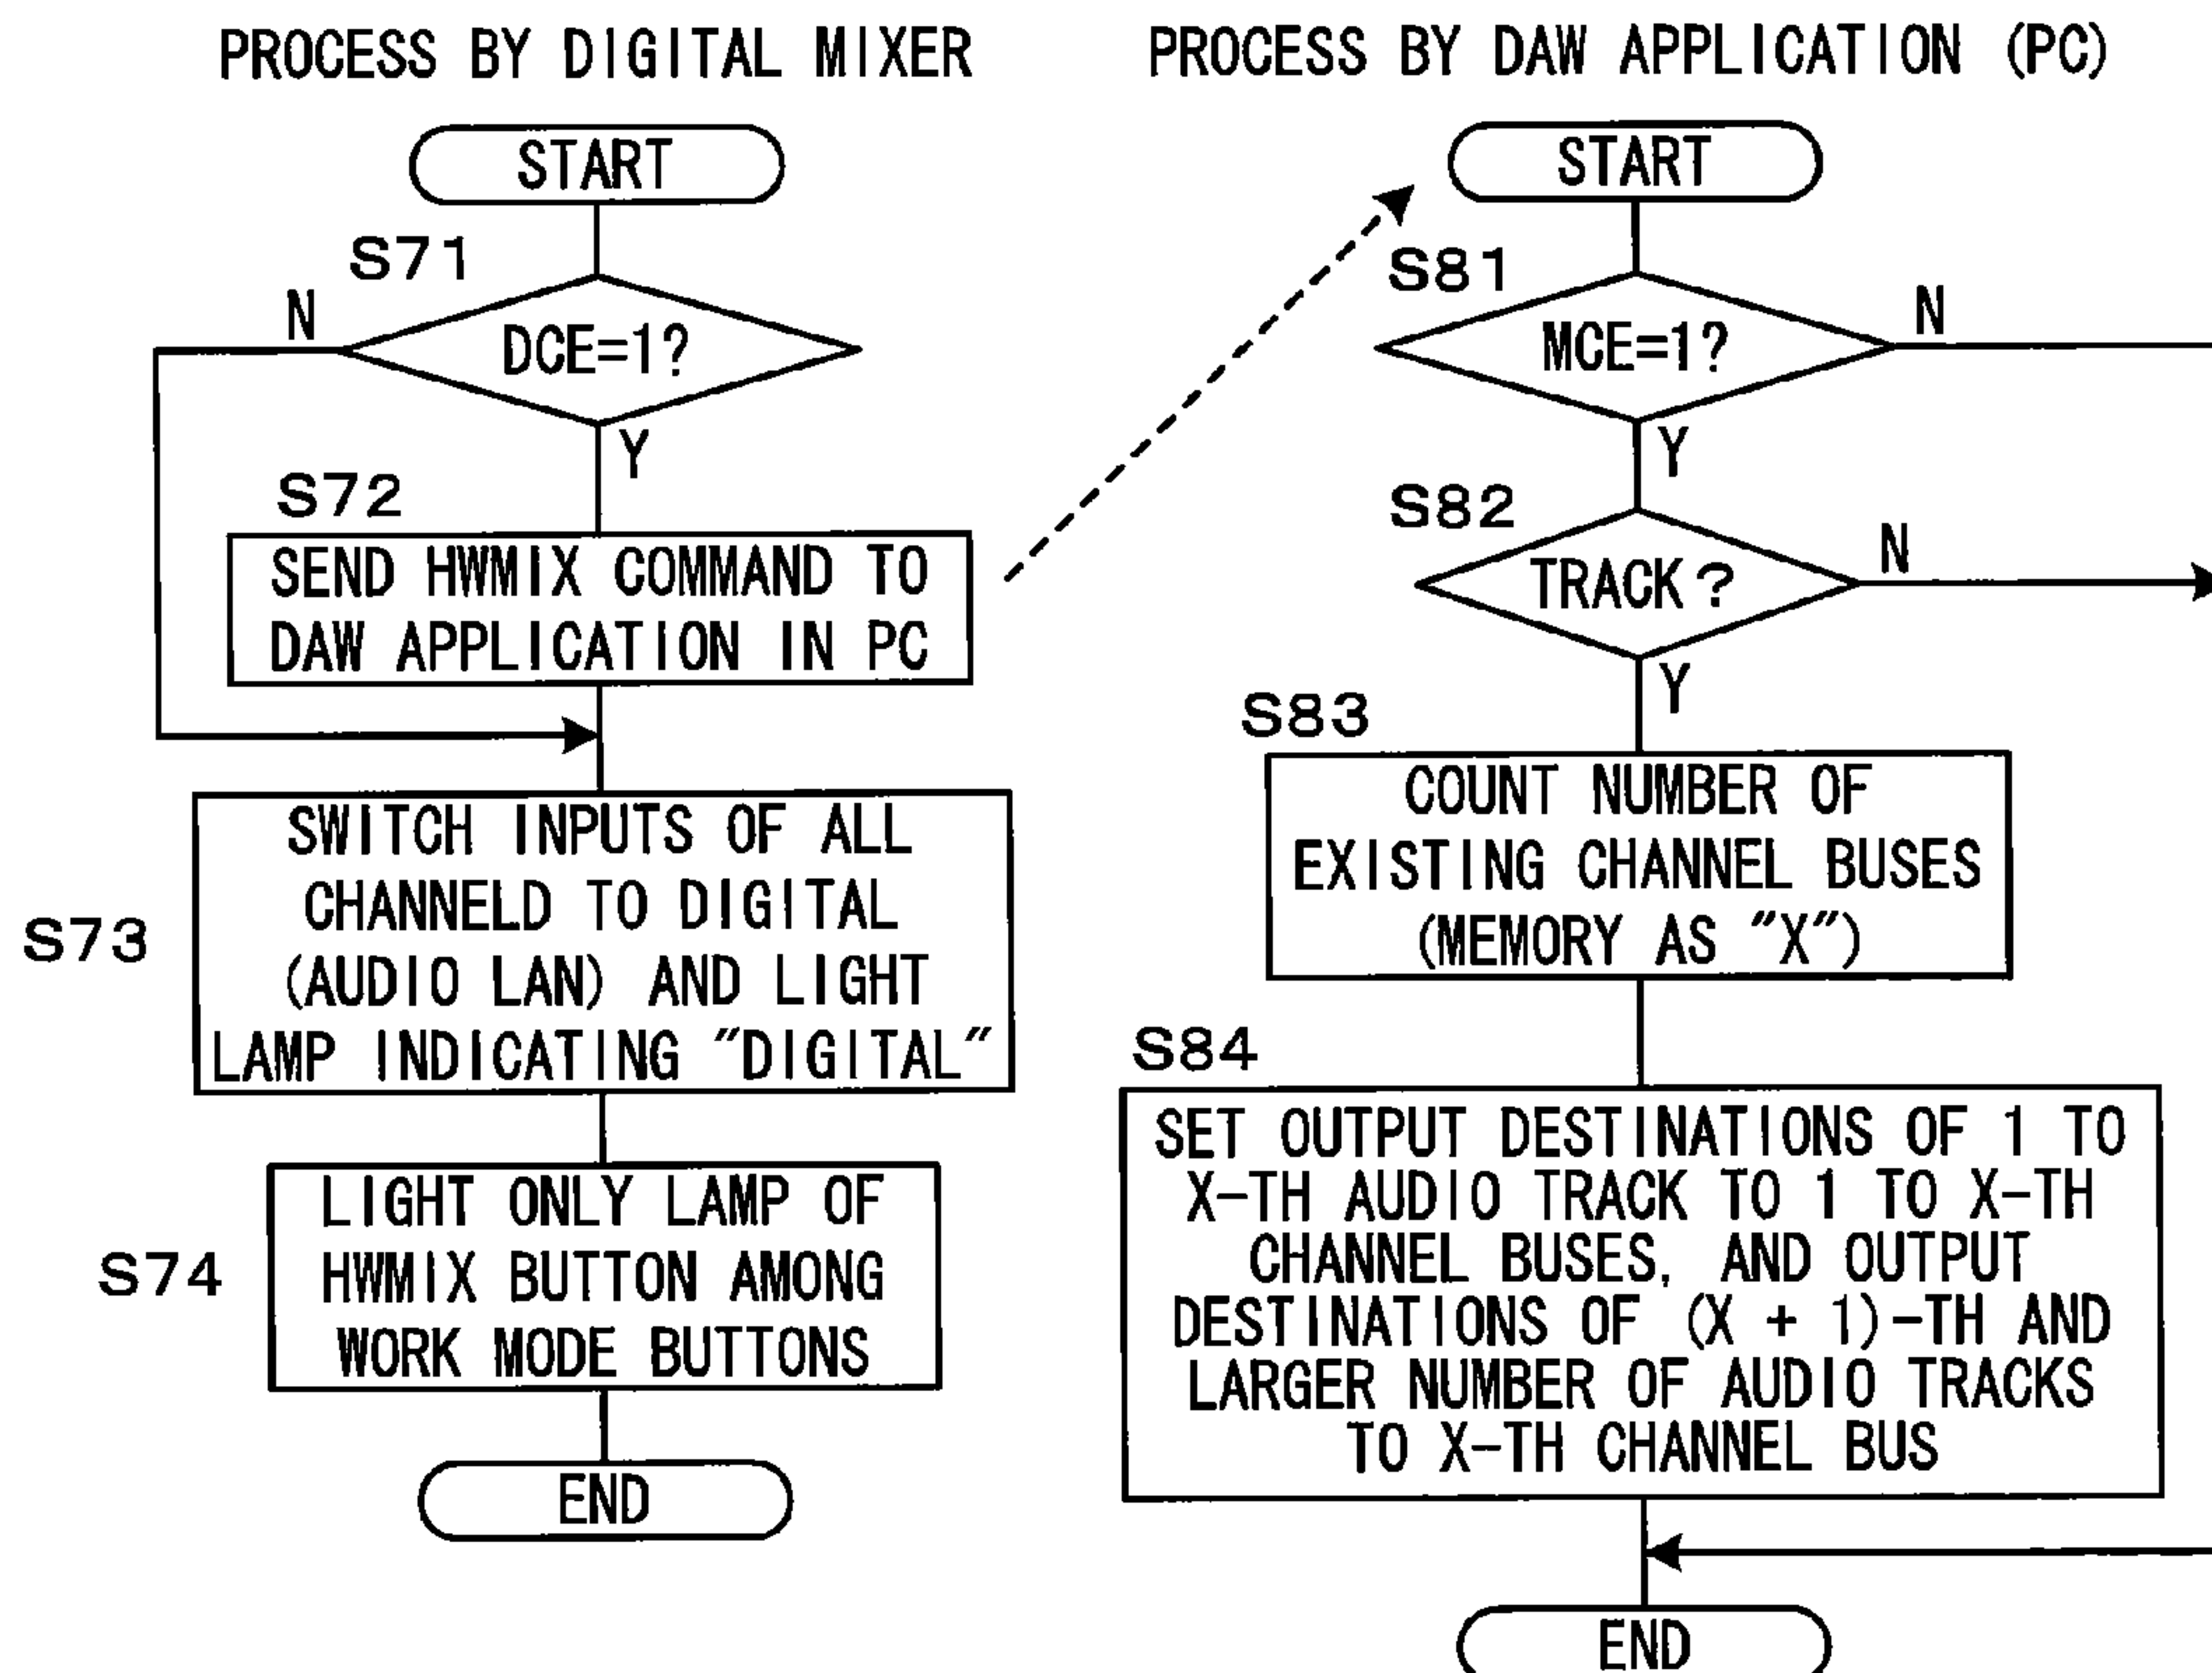 PROCESS BY DIGITAL MIXER
START
S71
N
DCE=1?
Y
S72
SEND HWMIX COMMAND TO
DAW APPLICATION IN PC
S73
SWITCH INPUTS OF ALL
CHANNELD TO DIGITAL
(AUDIO LAN) AND LIGHT
LAMP INDICATING "DIGITAL"
S74
LIGHT ONLY LAMP OF
HWMIX BUTTON AMONG
WORK MODE BUTTONS
END
PROCESS BY DAW APPLICATION (PC)
START
S81
MCE=1?
N
Y
S82
TRACK?
N
Y
S83
COUNT NUMBER OF
EXISTING CHANNEL BUSES
(MEMORY AS "X")
S84
SET OUTPUT DESTINATIONS OF 1 TO
X-TH AUDIO TRACK TO 1 TO X-TH
CHANNEL BUSES, AND OUTPUT
DESTINATIONS OF (X + 1)-TH AND
LARGER NUMBER OF AUDIO TRACKS
TO X-TH CHANNEL BUS
END